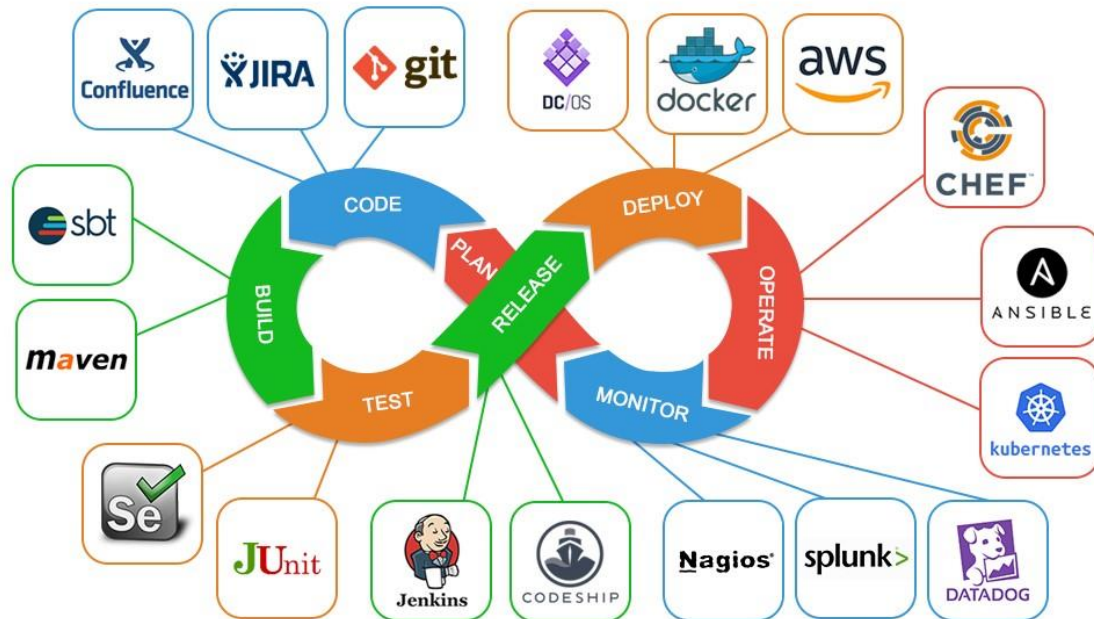 Confluence
JIRA
git
DC/OS
docker
aws
CHEF™
sbt
CODE
DEPLOY
PLAN
RELEASE
BUILD
OPERATE
ANSIBLE
maven
TEST
MONITOR
kubernetes
Se
JUnit
Jenkins
CODESHIP
Nagios®
splunk>
DATADOG